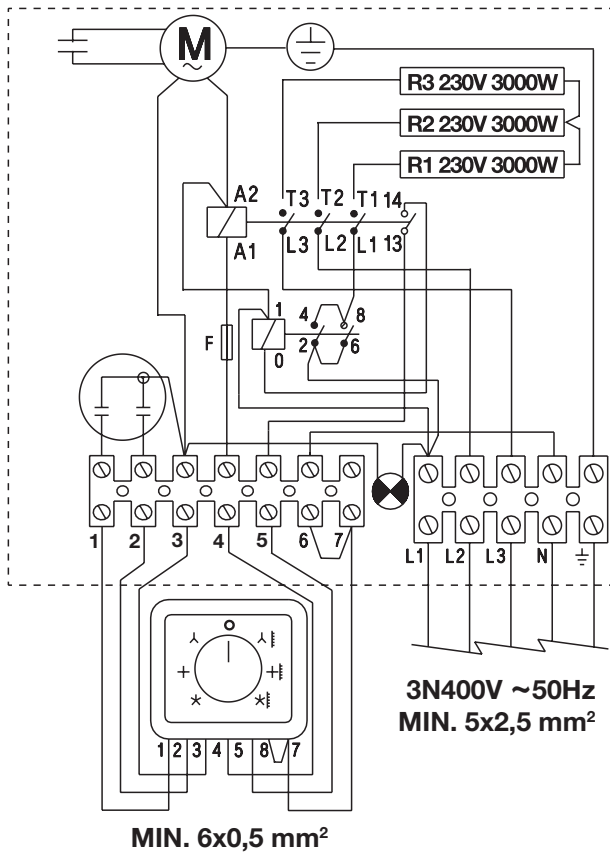 M
~
R3 230V 3000W
R2 230V 3000W
R1 230V 3000W
A2 T3 T2 T1 14
A1 L3 L2 L1 13
1 4 8
F
0 2 6
1 2 3 4 5 6 7
L1 L2 L3 N
1 2 3 4 5 8 7
3N400V ~50Hz
MIN. 5x2,5 mm²
MIN. 6x0,5 mm²